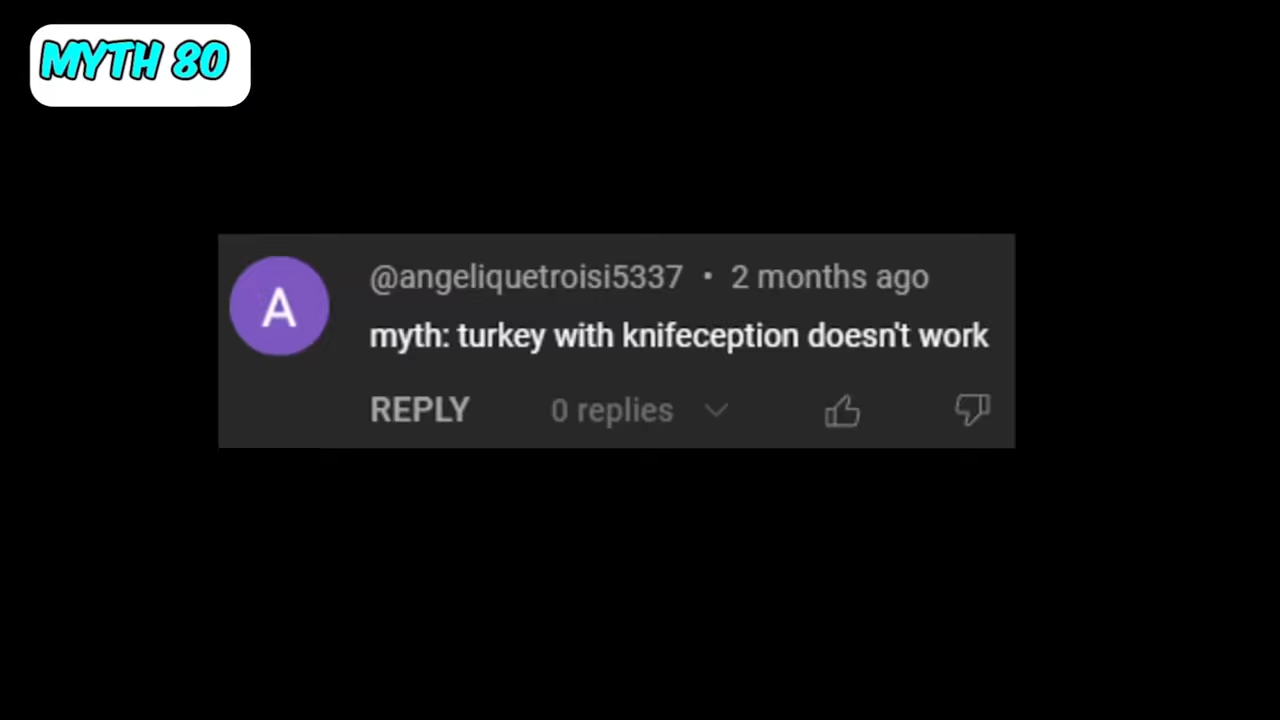 MYTH 80
@angeliquetroisi5337 • 2 months ago
myth: turkey with knifeception doesn't work
REPLY 0 replies
A